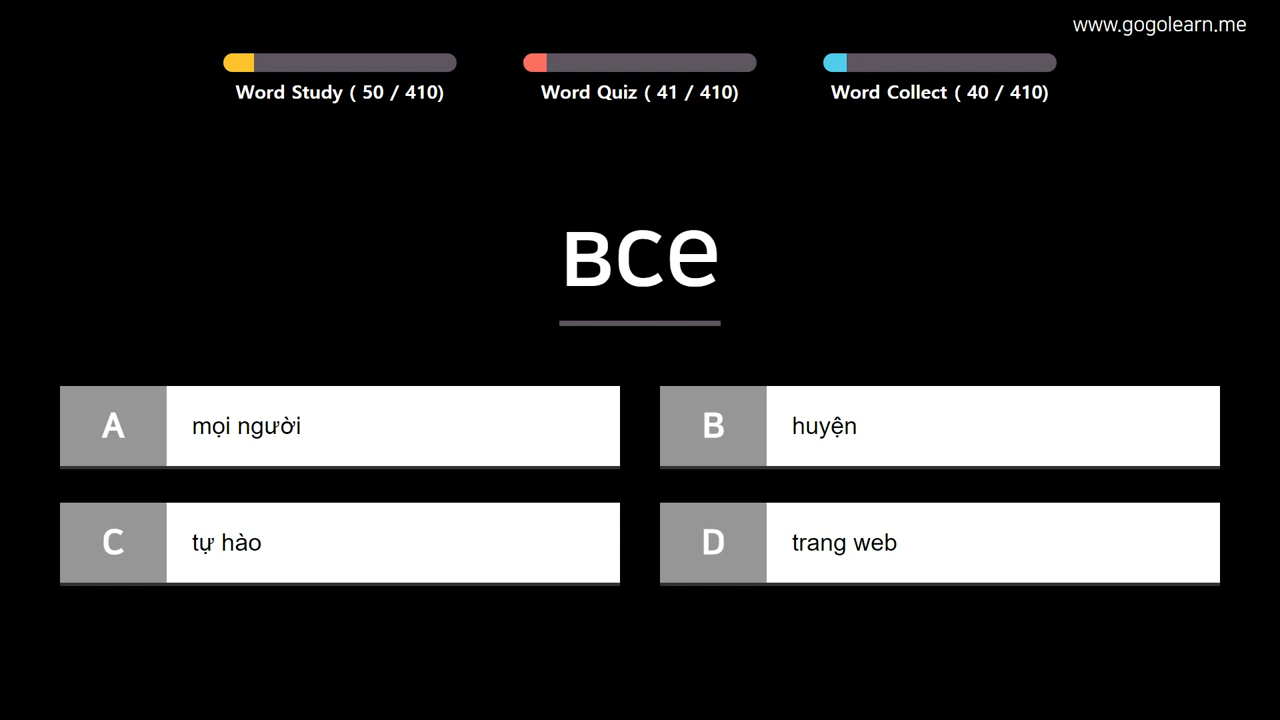 www.gogolearn.me
Word Study ( 50 / 410)
Word Quiz ( 41 / 410)
Word Collect ( 40 / 410)
все
A mọi người
B huyện
C tự hào
D trang web